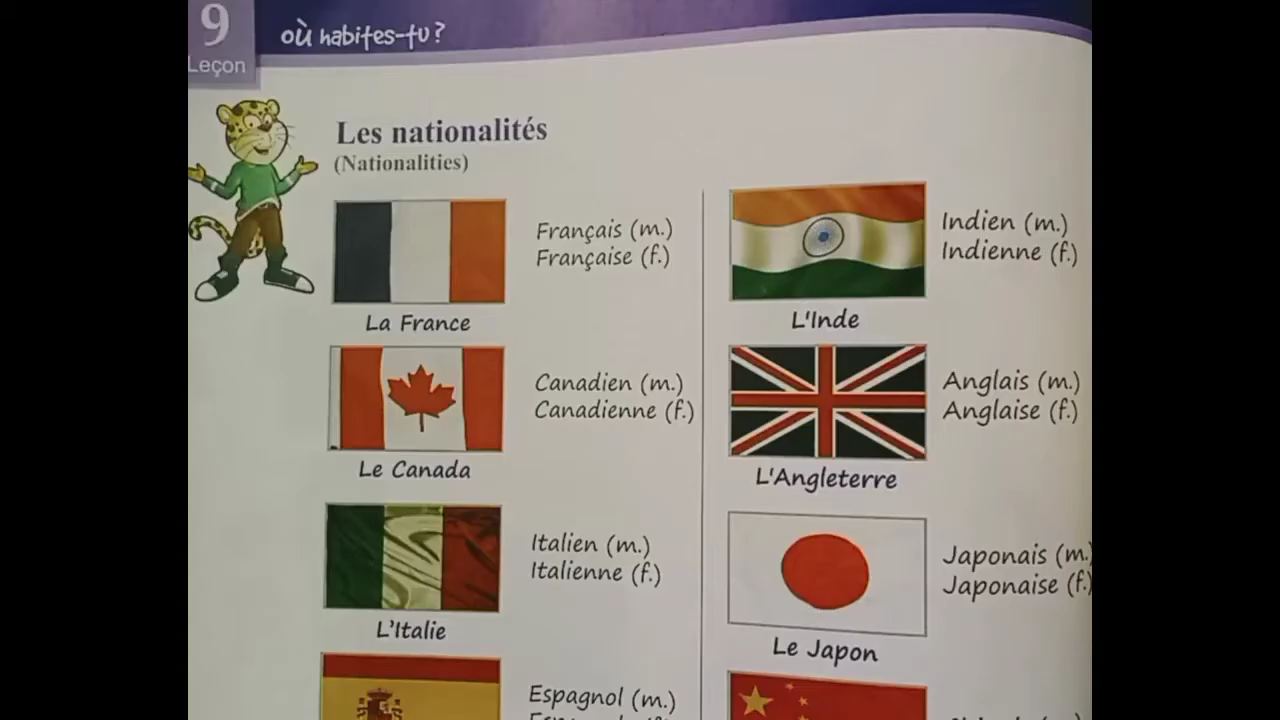 9
Leçon
où habites-tu?
Les nationalités
(Nationalities)
Français (m.)
Française (f.)
La France
Canadien (m.)
Canadienne (f.)
Le Canada
Italien (m.)
Italienne (f.)
L'Italie
Espagnol (m.)
Indien (m.)
Indienne (f.)
L'Inde
Anglais (m.)
Anglaise (f.)
L'Angleterre
Japonais (m.)
Japonaise (f.)
Le Japon